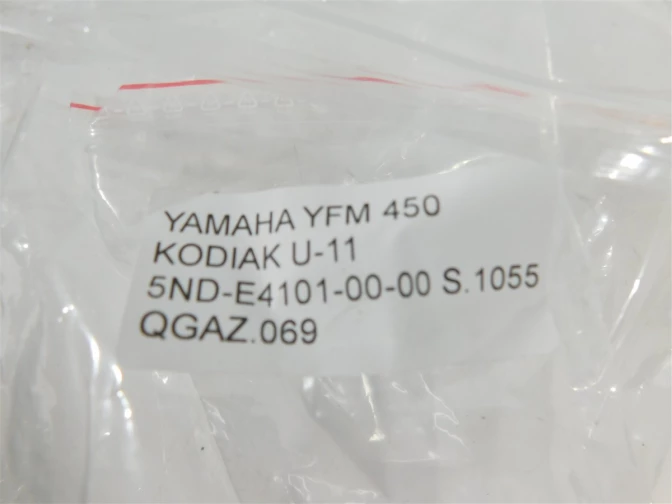 YAMAHA YFM 450
KODIAK U-11
5ND-E4101-00-00 S.1055
QGAZ.069